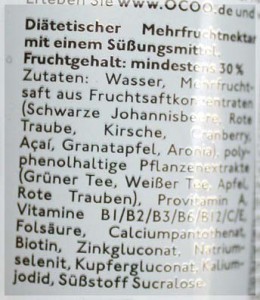 Erleben Sie www.OCOO.de und
Diätetischer Mehrfruchtnektar
mit einem Süßungsmittel.
Fruchtgehalt: mindestens 30%
Zutaten: Wasser, Mehrfrucht-
saft aus Fruchtsaftkonzentraten
(Schwarze Johannisbeere, Rote
Traube, Kirsche, Cranberry,
Açaí, Granatapfel, Aronia), poly-
phenolhaltige Pflanzenextrakte
(Grüner Tee, Weißer Tee, Apfel,
Rote Trauben), Provitamin A,
Vitamine B1/B2/B3/B6/B12/C/E,
Folsäure, Calciumpantothenat,
Biotin, Zinkgluconat, Natrium-
selenit, Kupfergluconat, Kalium-
jodid, Süßstoff Sucralose.